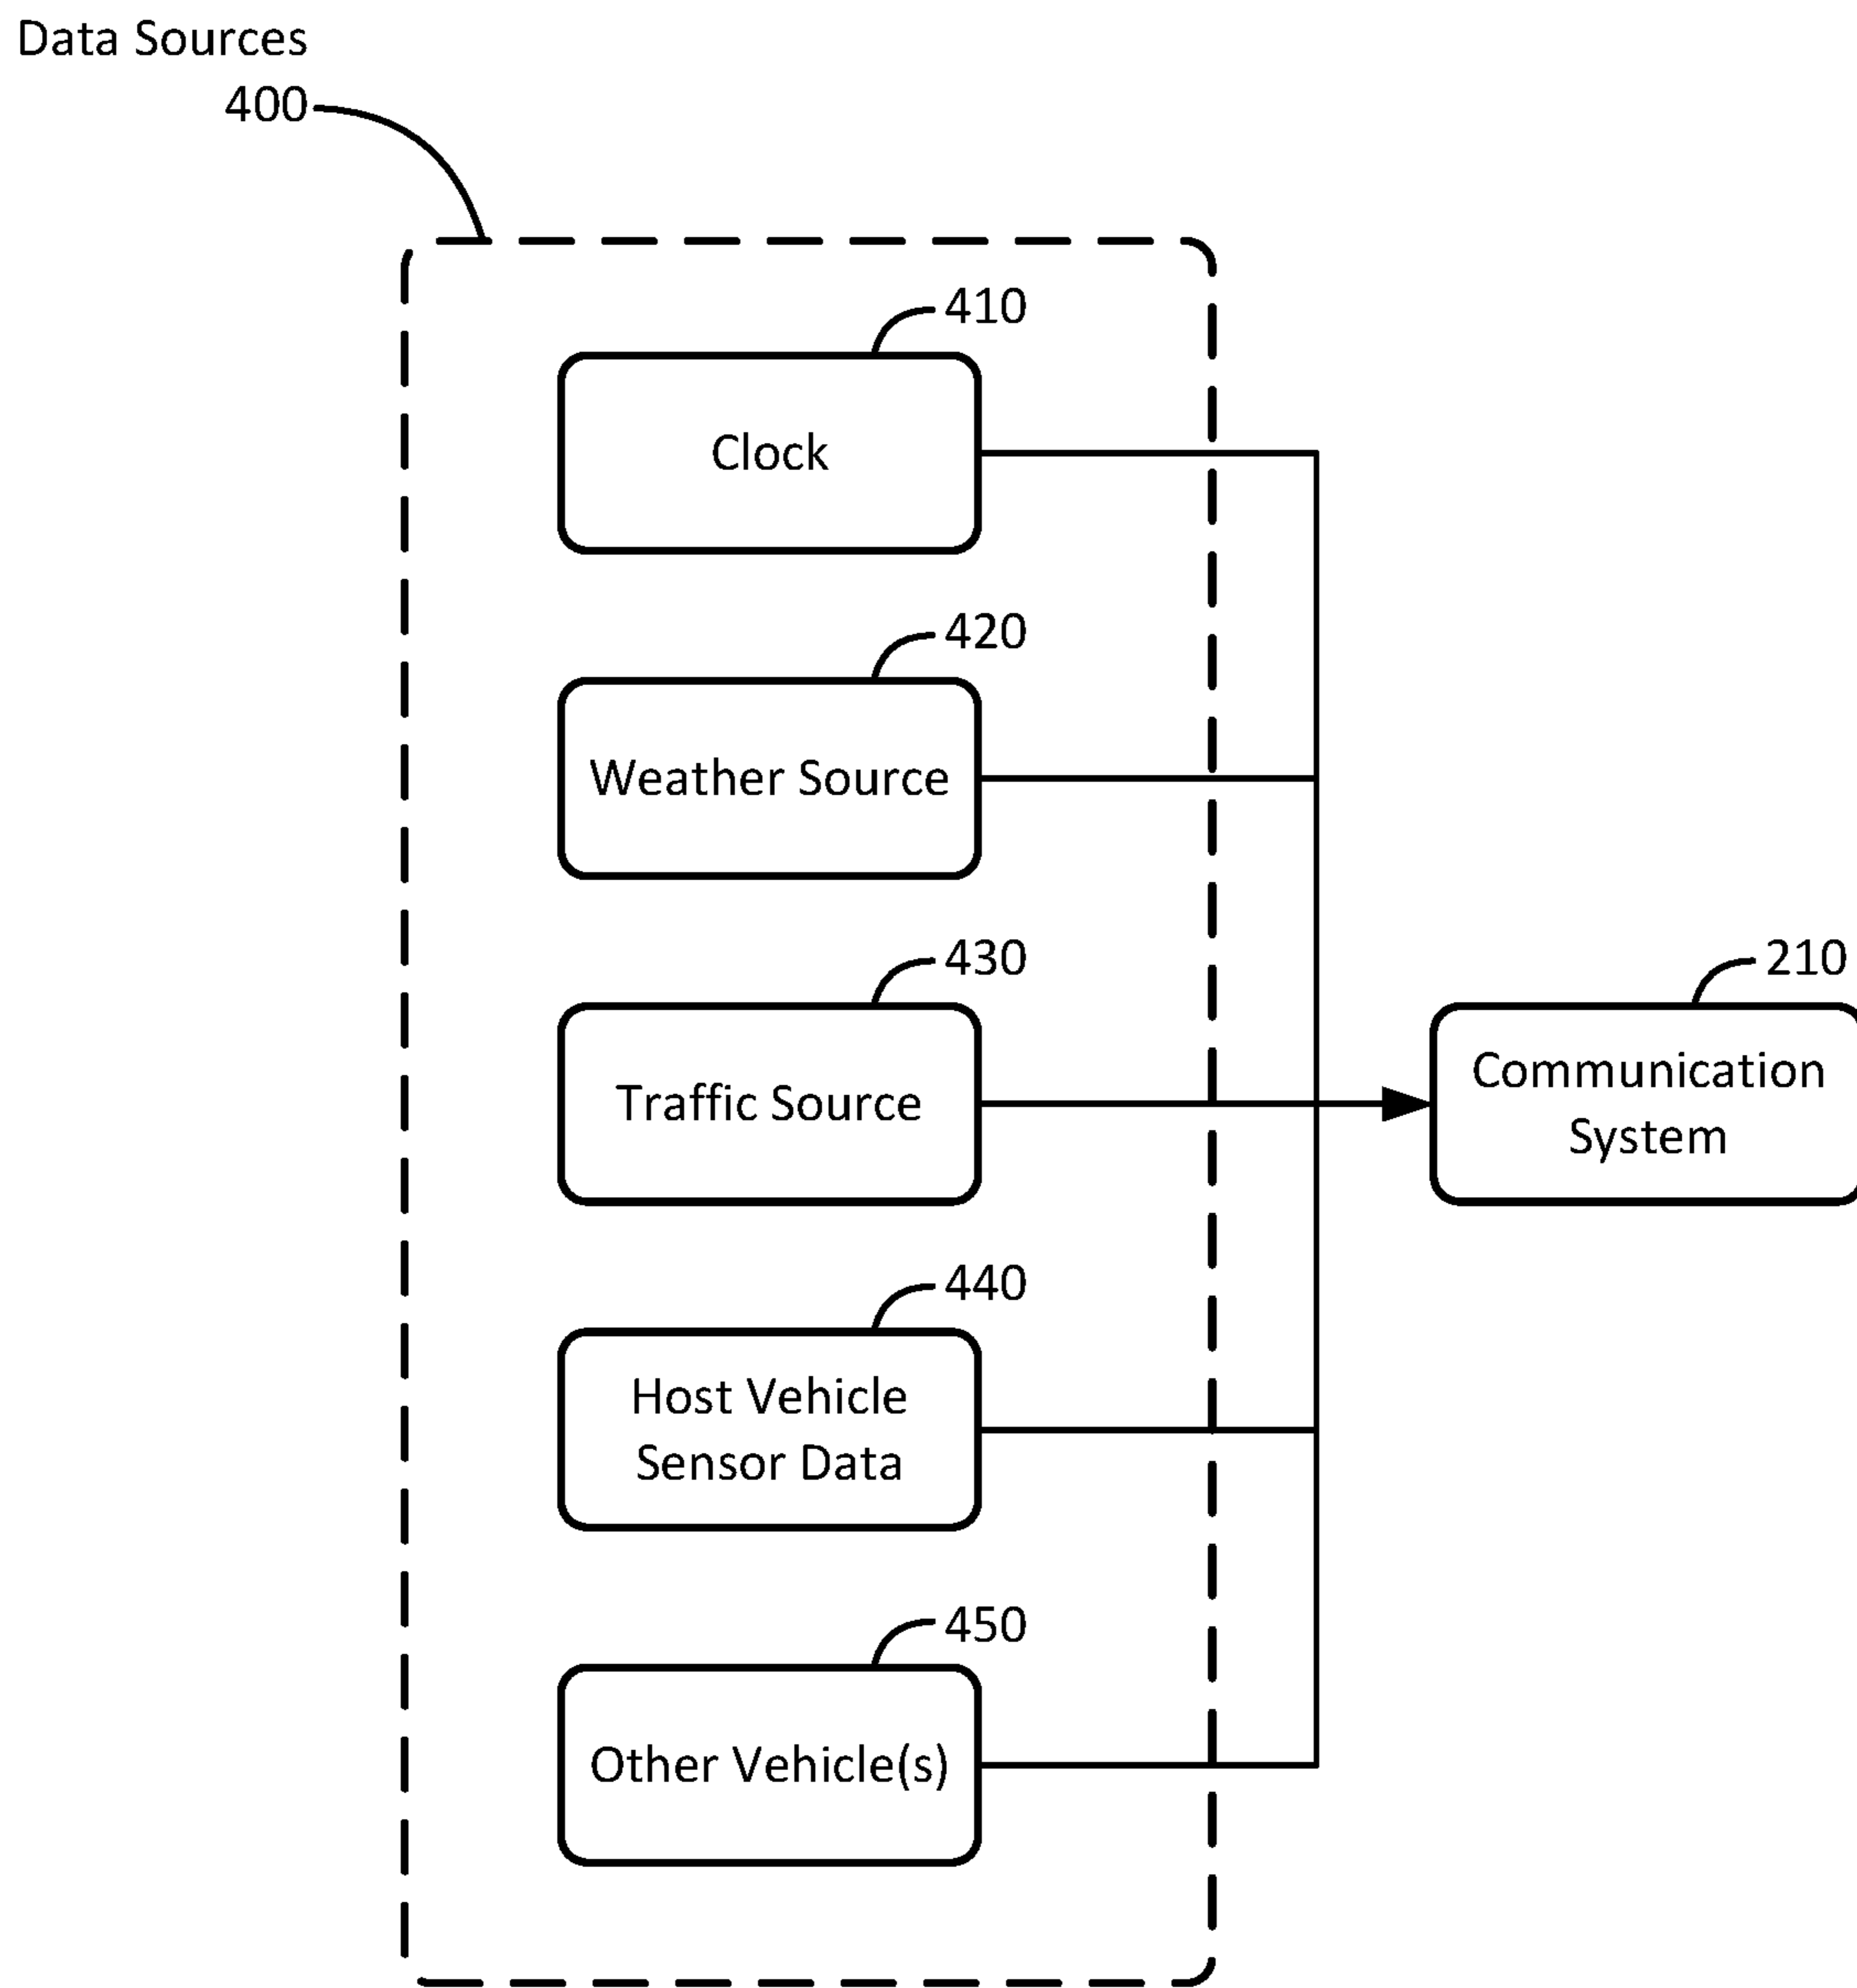 Data Sources
400
410
Clock
420
Weather Source
430
Traffic Source
210
Communication
System
440
Host Vehicle
Sensor Data
450
Other Vehicle(s)